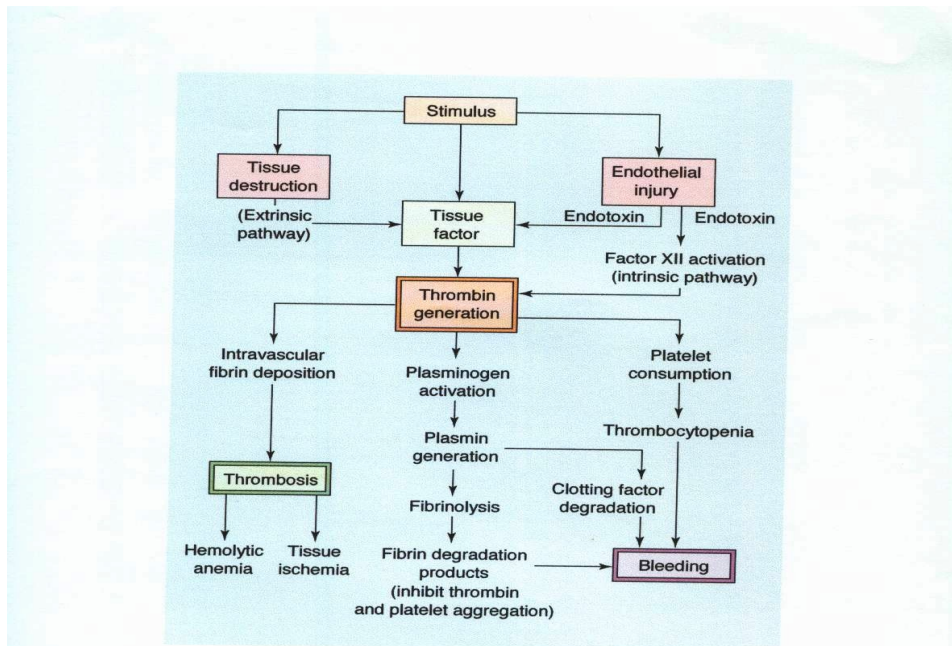 Stimulus
Tissue
destruction
Endothelial
injury
(Extrinsic
pathway)
Tissue
factor
Endotoxin
Endotoxin
Factor XII activation
(intrinsic pathway)
Thrombin
generation
Intravascular
fibrin deposition
Plasminogen
activation
Platelet
consumption
Plasmin
generation
Thrombocytopenia
Thrombosis
Fibrinolysis
Clotting factor
degradation
Hemolytic
anemia
Tissue
ischemia
Fibrin degradation
products
(inhibit thrombin
and platelet aggregation)
Bleeding